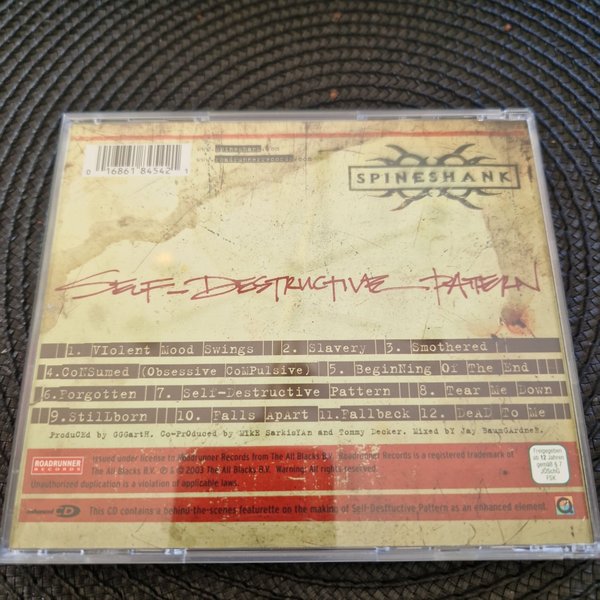 www.spineshank.com
www.roadrunnerrecords.com
0 16861 84542 1
SPINESHANK
SELF-DESTRUCTIVE PATTERN
1. VIolent Mood Swings 2. Slavery 3. Smothered
4.CoNSumed (Obsessive CoMPulsive) 5. BeginNing Of The End
6.Forgotten 7. Self-Destructive Pattern 8. Tear Me Down
9.StilLborn 10. Falls ApArt 11.Fallback 12. DeAD To Me
ProduCEd by GGGartH. Co-PrOduced by MikE SarkisYAn and Tommy Decker. Mixed bY Jay BaumGArdneR.
ROADRUNNER
RECORDS
Issued under license to Roadrunner Records from The All Blacks B.V. Roadrunner Records is a registered trademark of
The All Blacks B.V. ℗ © 2003 The All Blacks B.V. Warning: All rights reserved.
Unauthorized duplication is a violation of applicable laws.
Freigegeben
ab 12 Jahren
gemäß § 7
JÖSchG
FSK
enhanced CD
This CD contains a behind-the-scenes featurette on the making of Self-Destructive Pattern as an enhanced element.